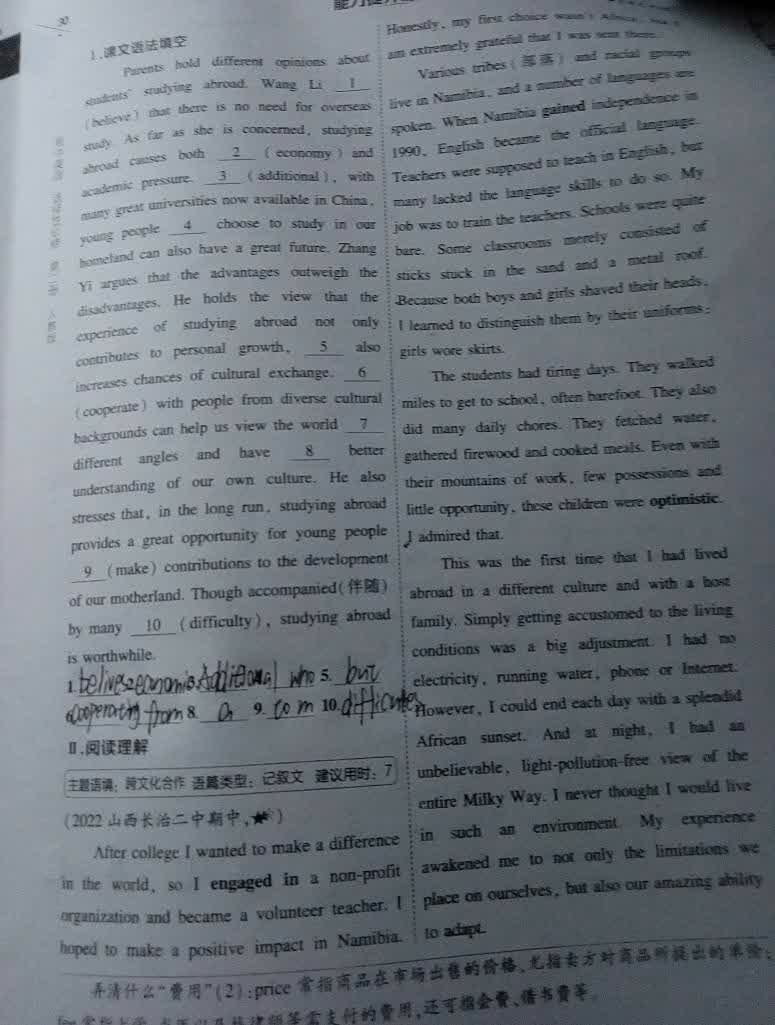 30
1.课文语法填空
Parents hold different opinions about
students' studying abroad. Wang Li 1
(believe) that there is no need for overseas
study. As far as she is concerned, studying
abroad causes both 2 (economy) and
academic pressure. 3 (additional), with
many great universities now available in China,
young people 4 choose to study in our
homeland can also have a great future. Zhang
Yi argues that the advantages outweigh the
disadvantages. He holds the view that the
experience of studying abroad not only
contributes to personal growth, 5 also
increases chances of cultural exchange. 6
(cooperate) with people from diverse cultural
backgrounds can help us view the world 7
different angles and have 8 better
understanding of our own culture. He also
stresses that, in the long run, studying abroad
provides a great opportunity for young people
9 (make) contributions to the development
of our motherland. Though accompanied(伴随)
by many 10 (difficulty), studying abroad
is worthwhile.
1. belives economic Additional who 5. but
6 Cooperating from 8. a 9. to m 10.
Ⅱ.阅读理解
主题语境:跨文化合作 语篇类型:记叙文 建议用时:7
(2022山西长治二中期中,★)
After college I wanted to make a difference
in the world, so I engaged in a non-profit
organization and became a volunteer teacher. I
hoped to make a positive impact in Namibia.
Honestly, my first choice wasn't
am extremely grateful that I was sent there.
Various tribes(部落) and racial groups
live in Namibia, and a number of languages are
spoken. When Namibia gained independence in
1990, English became the official language.
Teachers were supposed to teach in English, but
many lacked the language skills to do so. My
job was to train the teachers. Schools were quite
bare. Some classrooms merely consisted of
sticks stuck in the sand and a metal roof.
Because both boys and girls shaved their heads,
I learned to distinguish them by their uniforms:
girls wore skirts.
The students had tiring days. They walked
miles to get to school, often barefoot. They also
did many daily chores. They fetched water,
gathered firewood and cooked meals. Even with
their mountains of work, few possessions and
little opportunity, these children were optimistic.
I admired that.
This was the first time that I had lived
abroad in a different culture and with a host
family. Simply getting accustomed to the living
conditions was a big adjustment. I had no
electricity, running water, phone or Internet.
However, I could end each day with a splendid
African sunset. And at night, I had an
unbelievable, light-pollution-free view of the
entire Milky Way. I never thought I would live
in such an environment. My experience
awakened me to not only the limitations we
place on ourselves, but also our amazing ability
to adapt.
弄清什么“费用”(2):price 常指商品在市场出售的价格,尤指卖方对商品所提出的单价;
需支付的费用,还可指会费、借书费等。